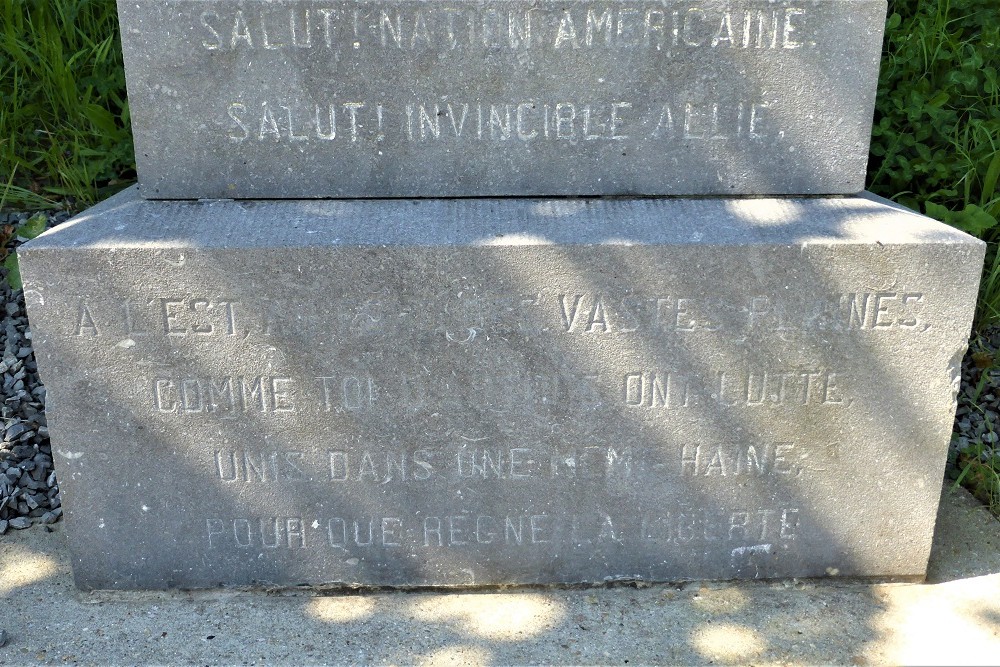 SALUT! NATION AMERICAINE.
SALUT! INVINCIBLE ALLIE,
A L'EST, VASTES PLAINES,
COMME TOI ONT LUTTE,
UNIS DANS UNE MEME HAINE,
POUR QUE REGNE LA LIBERTE